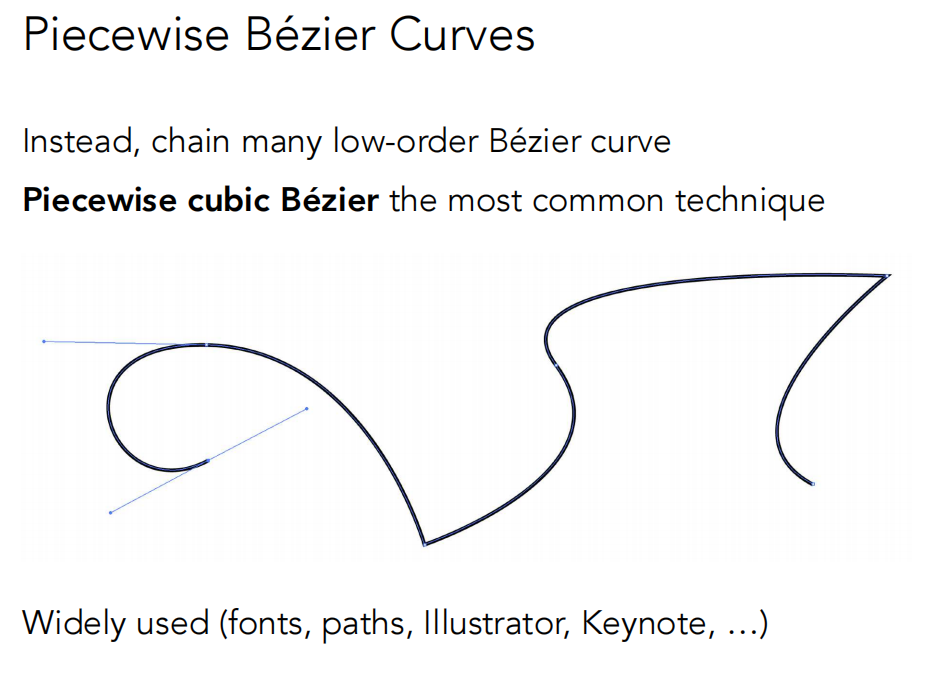 Piecewise Bézier Curves
Instead, chain many low-order Bézier curve
Piecewise cubic Bézier the most common technique
Widely used (fonts, paths, Illustrator, Keynote, …)